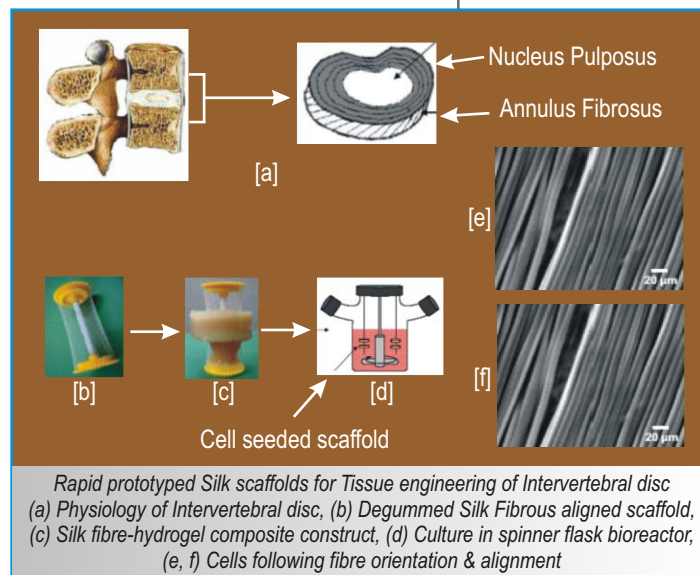 Nucleus Pulposus
Annulus Fibrosus
[a]
[e]
20 µm
[b]
[c]
[d]
[f]
20 µm
Cell seeded scaffold
Rapid prototyped Silk scaffolds for Tissue engineering of Intervertebral disc
(a) Physiology of Intervertebral disc, (b) Degummed Silk Fibrous aligned scaffold,
(c) Silk fibre-hydrogel composite construct, (d) Culture in spinner flask bioreactor,
(e, f) Cells following fibre orientation & alignment